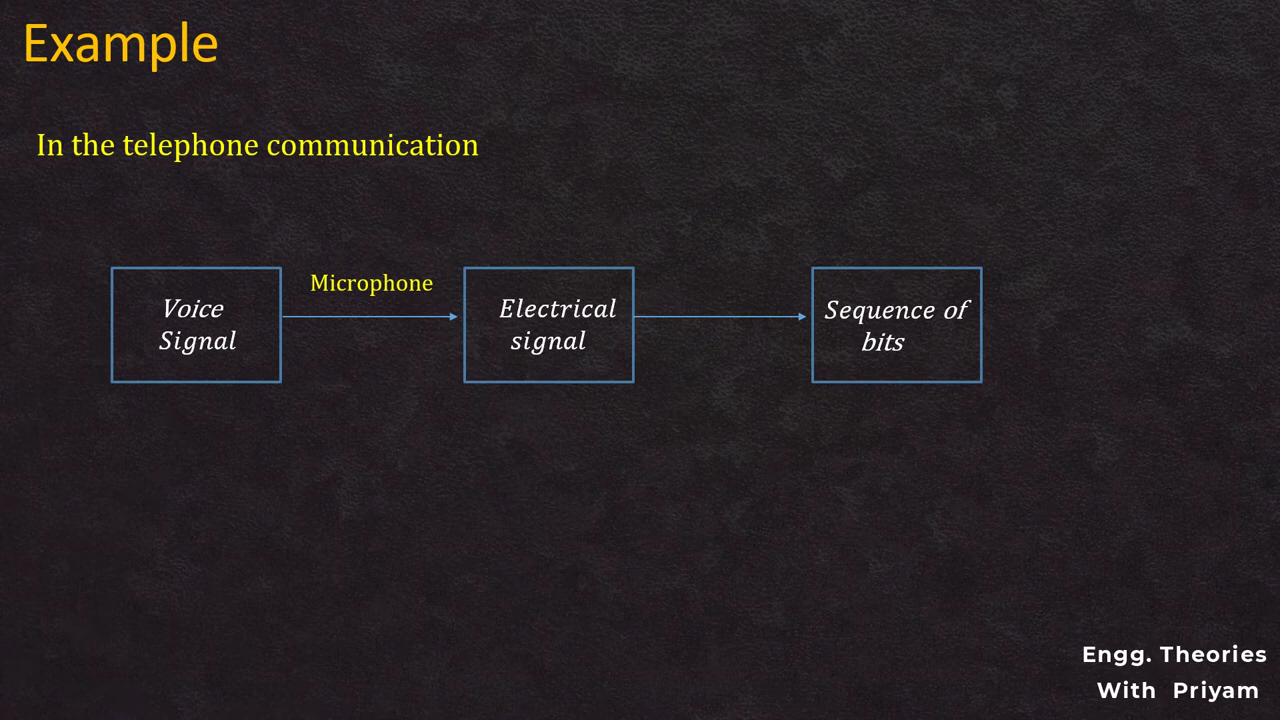 Example
In the telephone communication
Microphone
Voice
Signal
Electrical
signal
Sequence of
bits
Engg. Theories
With Priyam